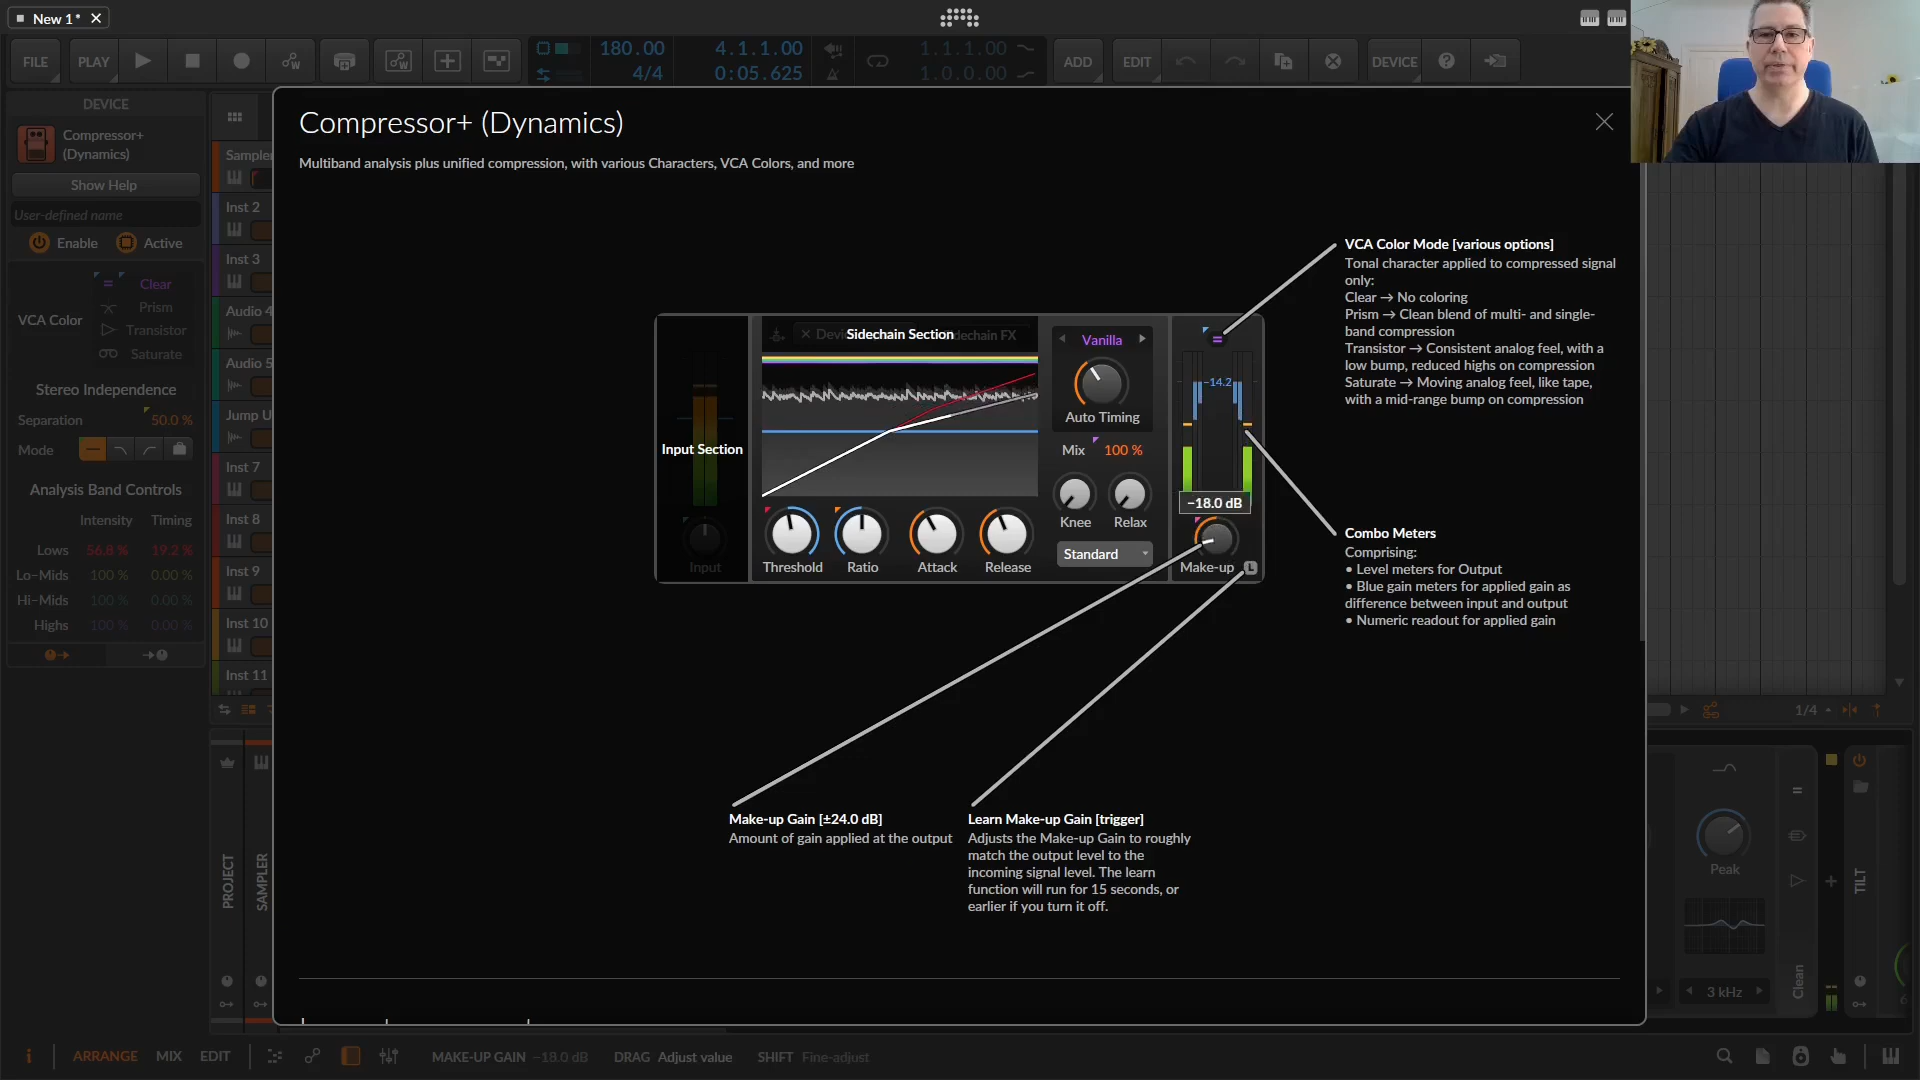 New 1*
FILE
PLAY
180.00
4/4
4.1.1.00
0:05.625
1.1.1.00
1.0.0.00
ADD
EDIT
DEVICE
DEVICE
Compressor+
(Dynamics)
Show Help
User-defined name
Enable
Active
VCA Color
Clear
Prism
Transistor
Saturate
Stereo Independence
Separation
50.0 %
Mode
Analysis Band Controls
Intensity
Timing
Lows 56.8 % 19.2 %
Lo–Mids 100 % 0.00 %
Hi–Mids 100 % 0.00 %
Highs 100 % 0.00 %
Sampler
Inst 2
Inst 3
Audio 4
Audio 5
Jump U
Inst 7
Inst 8
Inst 9
Inst 10
Inst 11
Compressor+ (Dynamics)
Multiband analysis plus unified compression, with various Characters, VCA Colors, and more
Input Section
Input
Sidechain Section
Sidechain FX
Threshold
Ratio
Attack
Release
Vanilla
Auto Timing
Mix
100 %
Knee
Relax
Standard
−14.2
−18.0 dB
Make-up
L
VCA Color Mode [various options]
Tonal character applied to compressed signal
only:
Clear → No coloring
Prism → Clean blend of multi- and single-
band compression
Transistor → Consistent analog feel, with a
low bump, reduced highs on compression
Saturate → Moving analog feel, like tape,
with a mid-range bump on compression
Combo Meters
Comprising:
• Level meters for Output
• Blue gain meters for applied gain as
difference between input and output
• Numeric readout for applied gain
Make-up Gain [±24.0 dB]
Amount of gain applied at the output
Learn Make-up Gain [trigger]
Adjusts the Make-up Gain to roughly
match the output level to the
incoming signal level. The learn
function will run for 15 seconds, or
earlier if you turn it off.
1/4
PROJECT
SAMPLER
Peak
3 kHz
Clean
TILT
i
ARRANGE
MIX
EDIT
MAKE-UP GAIN
−18.0 dB
DRAG
Adjust value
SHIFT
Fine-adjust